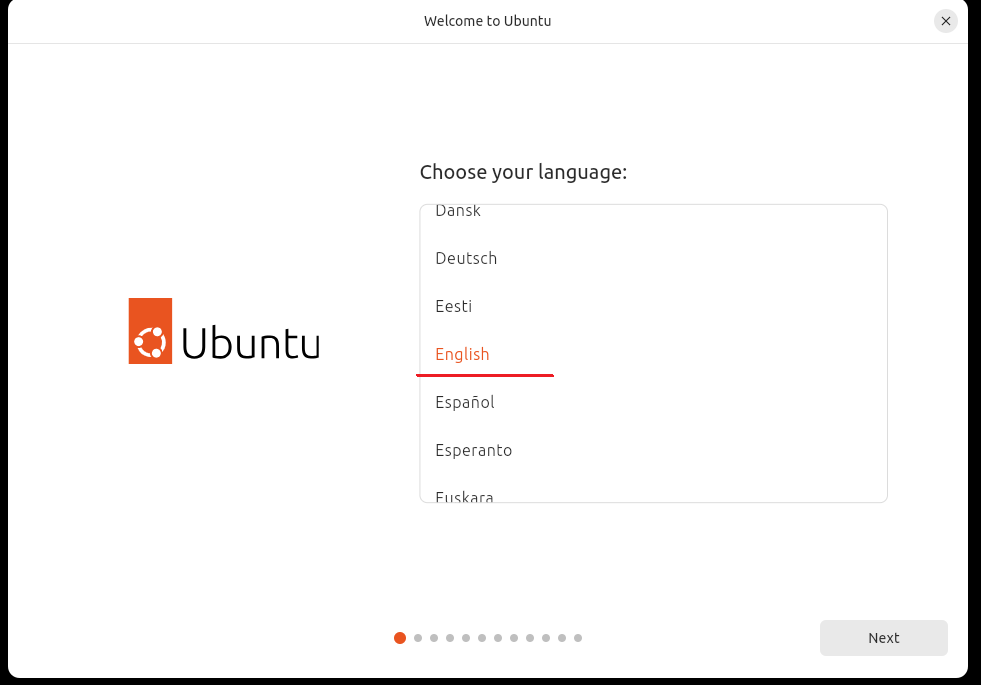 Welcome to Ubuntu
Choose your language:
Dansk
Deutsch
Eesti
English
Español
Esperanto
Euskara
Ubuntu
Next